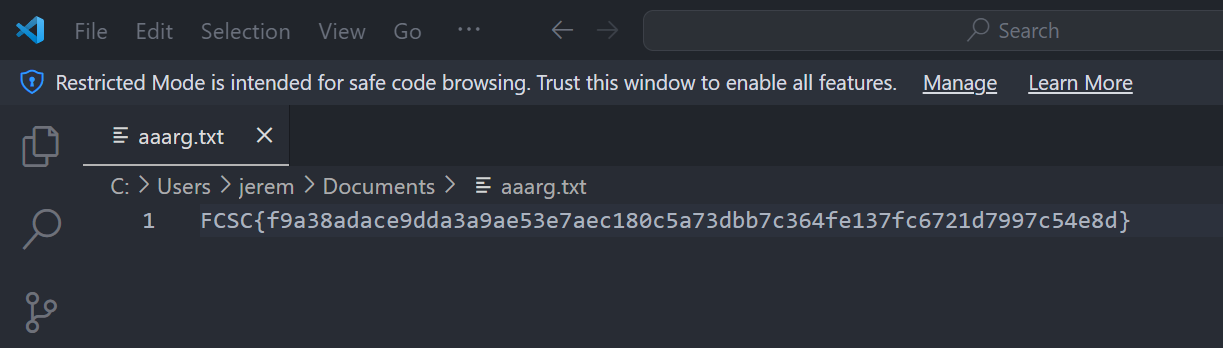 File Edit Selection View Go ··· Search
Restricted Mode is intended for safe code browsing. Trust this window to enable all features. Manage Learn More
aaarg.txt
C: > Users > jerem > Documents > aaarg.txt
1 FCSC{f9a38adace9dda3a9ae53e7aec180c5a73dbb7c364fe137fc6721d7997c54e8d}